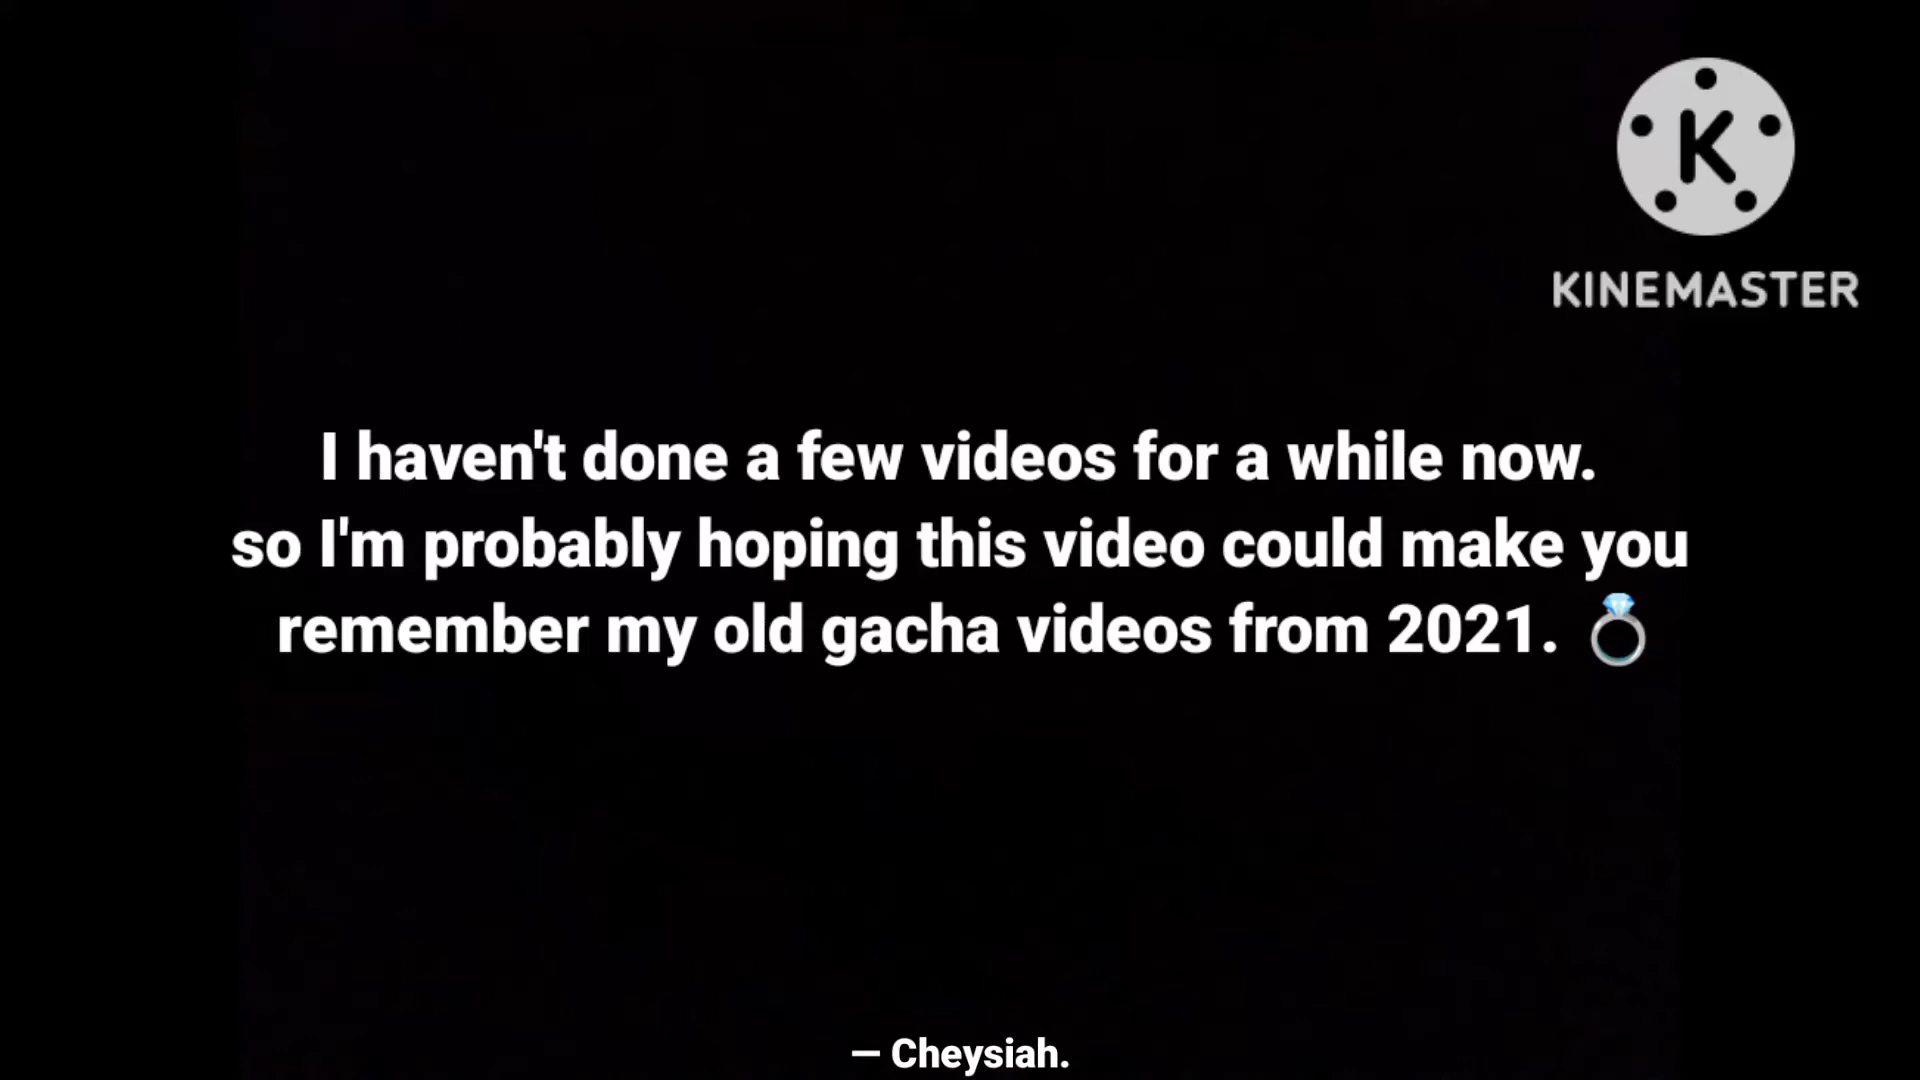 K
KINEMASTER
I haven't done a few videos for a while now.
so I'm probably hoping this video could make you
remember my old gacha videos from 2021. 💍
— Cheysiah.